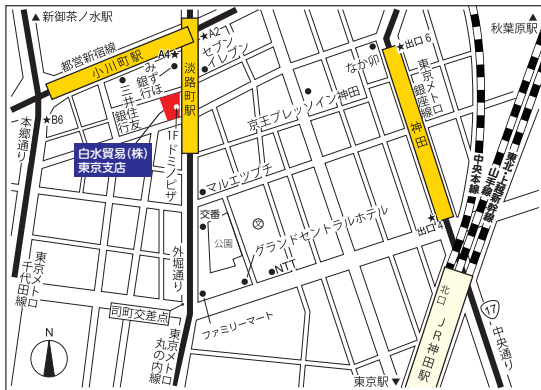 ▲新御茶ノ水駅
秋葉原駅▲
都営新宿線
小川町駅
A4★
★A2
セブン
イレブン
みずほ
銀行
三井住友
銀行
淡路町駅
なか卯
★出口6
東京メトロ
銀座線
神田
京王プレッソイン神田
★B6
本郷通り
白水貿易(株)
東京支店
1Fドミノピザ
マルエツプチ
交番
公園
文
グランドセントラルホテル
NTT
出口4
★
中央本線
山手線
東北・上越新幹線
外堀通り
東京メトロ
千代田線
司町交差点
ファミリーマート
東京メトロ
丸の内線
北口
JR神田駅
17
中央通り
東京駅▼
N